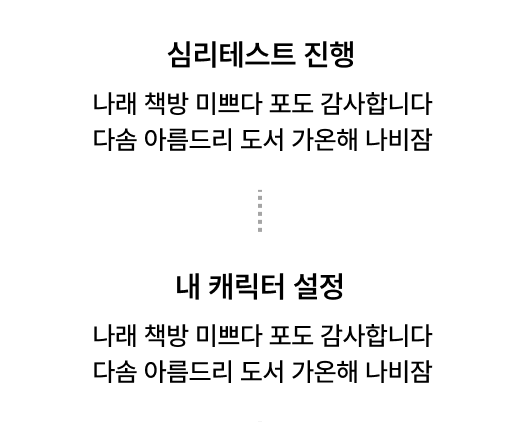 심리테스트 진행
나래 책방 미쁘다 포도 감사합니다
다솜 아름드리 도서 가온해 나비잠
내 캐릭터 설정
나래 책방 미쁘다 포도 감사합니다
다솜 아름드리 도서 가온해 나비잠